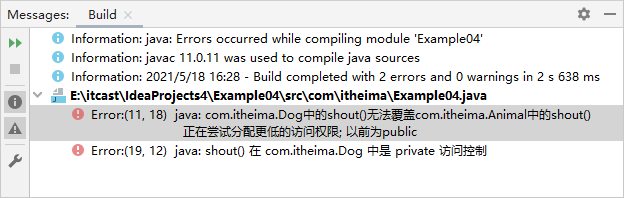 Messages: Build ×
Information: java: Errors occurred while compiling module 'Example04'
Information: javac 11.0.11 was used to compile java sources
Information: 2021/5/18 16:28 - Build completed with 2 errors and 0 warnings in 2 s 638 ms
E:\itcast\IdeaProjects4\Example04\src\com\itheima\Example04.java
Error:(11, 18) java: com.itheima.Dog中的shout()无法覆盖com.itheima.Animal中的shout()
正在尝试分配更低的访问权限; 以前为public
Error:(19, 12) java: shout() 在 com.itheima.Dog 中是 private 访问控制